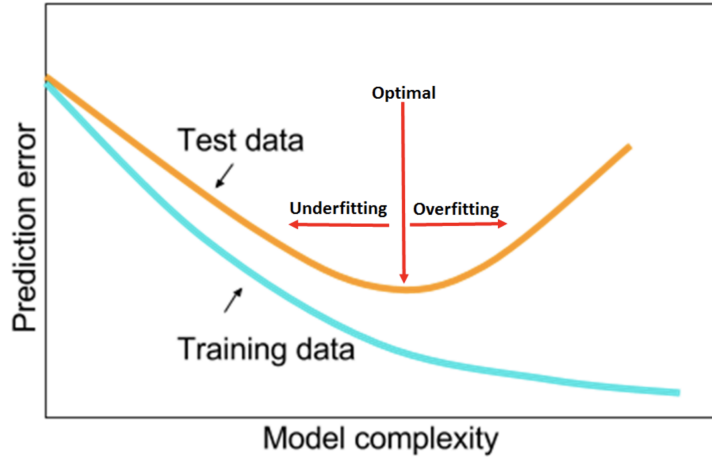 Optimal
Test data
Underfitting
Overfitting
Training data
Prediction error
Model complexity